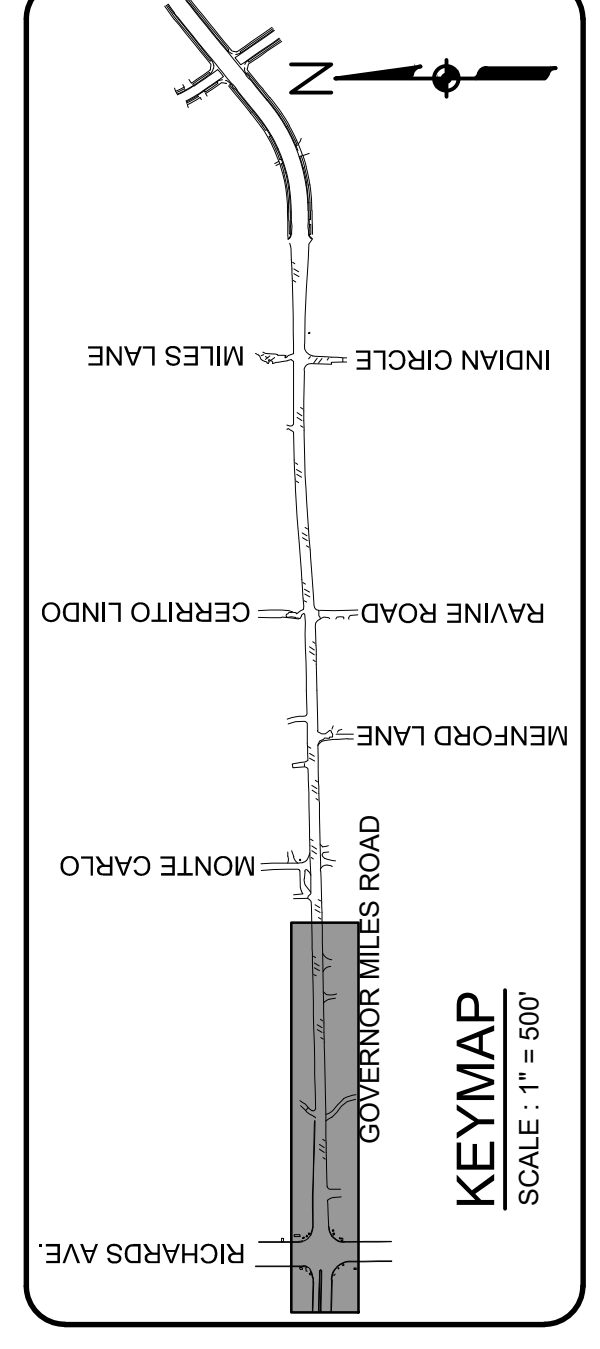 N
MILES LANE
INDIAN CIRCLE
CERRITO LINDO
RAVINE ROAD
MENFORD LANE
MONTE CARLO
GOVERNOR MILES ROAD
RICHARDS AVE.
KEYMAP
SCALE : 1" = 500'